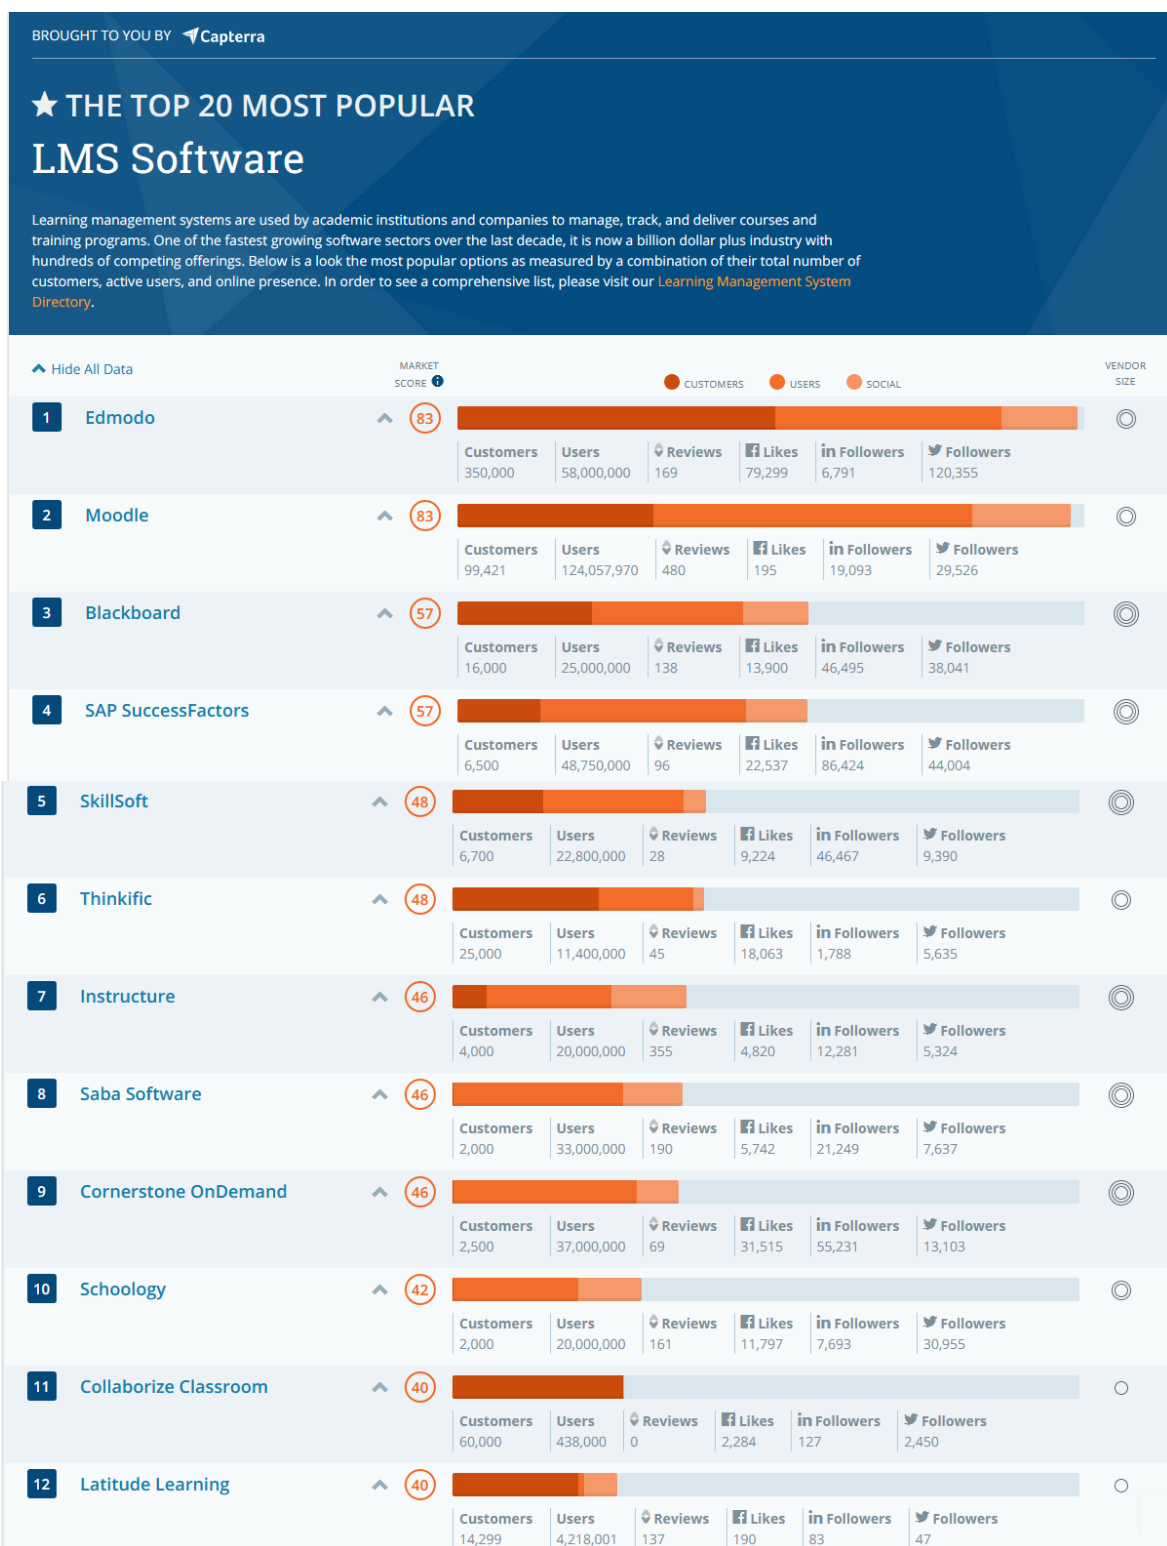 BROUGHT TO YOU BY Capterra
THE TOP 20 MOST POPULAR
LMS Software
Learning management systems are used by academic institutions and companies to manage, track, and deliver courses and
training programs. One of the fastest growing software sectors over the last decade, it is now a billion dollar plus industry with
hundreds of competing offerings. Below is a look the most popular options as measured by a combination of their total number of
customers, active users, and online presence. In order to see a comprehensive list, please visit our Learning Management System
Directory.
Hide All Data MARKET SCORE CUSTOMERS USERS SOCIAL VENDOR SIZE
1 Edmodo 83
Customers Users Reviews Likes in Followers Followers
350,000 58,000,000 169 79,299 6,791 120,355
2 Moodle 83
Customers Users Reviews Likes in Followers Followers
99,421 124,057,970 480 195 19,093 29,526
3 Blackboard 57
Customers Users Reviews Likes in Followers Followers
16,000 25,000,000 138 13,900 46,495 38,041
4 SAP SuccessFactors 57
Customers Users Reviews Likes in Followers Followers
6,500 48,750,000 96 22,537 86,424 44,004
5 SkillSoft 48
Customers Users Reviews Likes in Followers Followers
6,700 22,800,000 28 9,224 46,467 9,390
6 Thinkific 48
Customers Users Reviews Likes in Followers Followers
25,000 11,400,000 45 18,063 1,788 5,635
7 Instructure 46
Customers Users Reviews Likes in Followers Followers
4,000 20,000,000 355 4,820 12,281 5,324
8 Saba Software 46
Customers Users Reviews Likes in Followers Followers
2,000 33,000,000 190 5,742 21,249 7,637
9 Cornerstone OnDemand 46
Customers Users Reviews Likes in Followers Followers
2,500 37,000,000 69 31,515 55,231 13,103
10 Schoology 42
Customers Users Reviews Likes in Followers Followers
2,000 20,000,000 161 11,797 7,693 30,955
11 Collaborize Classroom 40
Customers Users Reviews Likes in Followers Followers
60,000 438,000 0 2,284 127 2,450
12 Latitude Learning 40
Customers Users Reviews Likes in Followers Followers
14,299 4,218,001 137 190 83 47